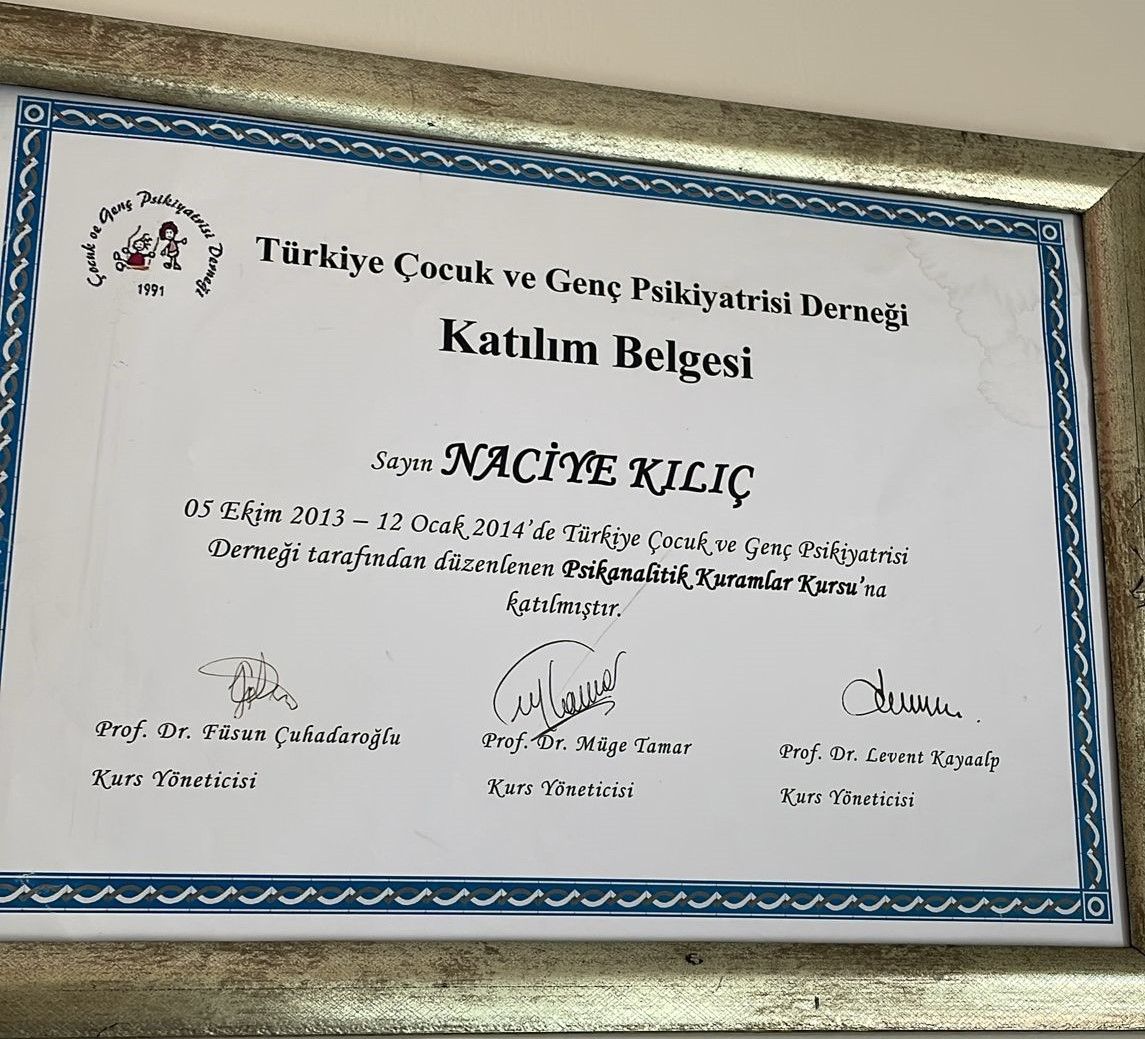 Çocuk ve Genç Psikiyatrisi Derneği
1991
Türkiye Çocuk ve Genç Psikiyatrisi Derneği
Katılım Belgesi
Sayın NACİYE KILIÇ
05 Ekim 2013 – 12 Ocak 2014’de Türkiye Çocuk ve Genç Psikiyatrisi
Derneği tarafından düzenlenen Psikanalitik Kuramlar Kursu’na
katılmıştır.
Prof. Dr. Füsun Çuhadaroğlu Prof. Dr. Müge Tamar Prof. Dr. Levent Kayaalp
Kurs Yöneticisi Kurs Yöneticisi Kurs Yöneticisi